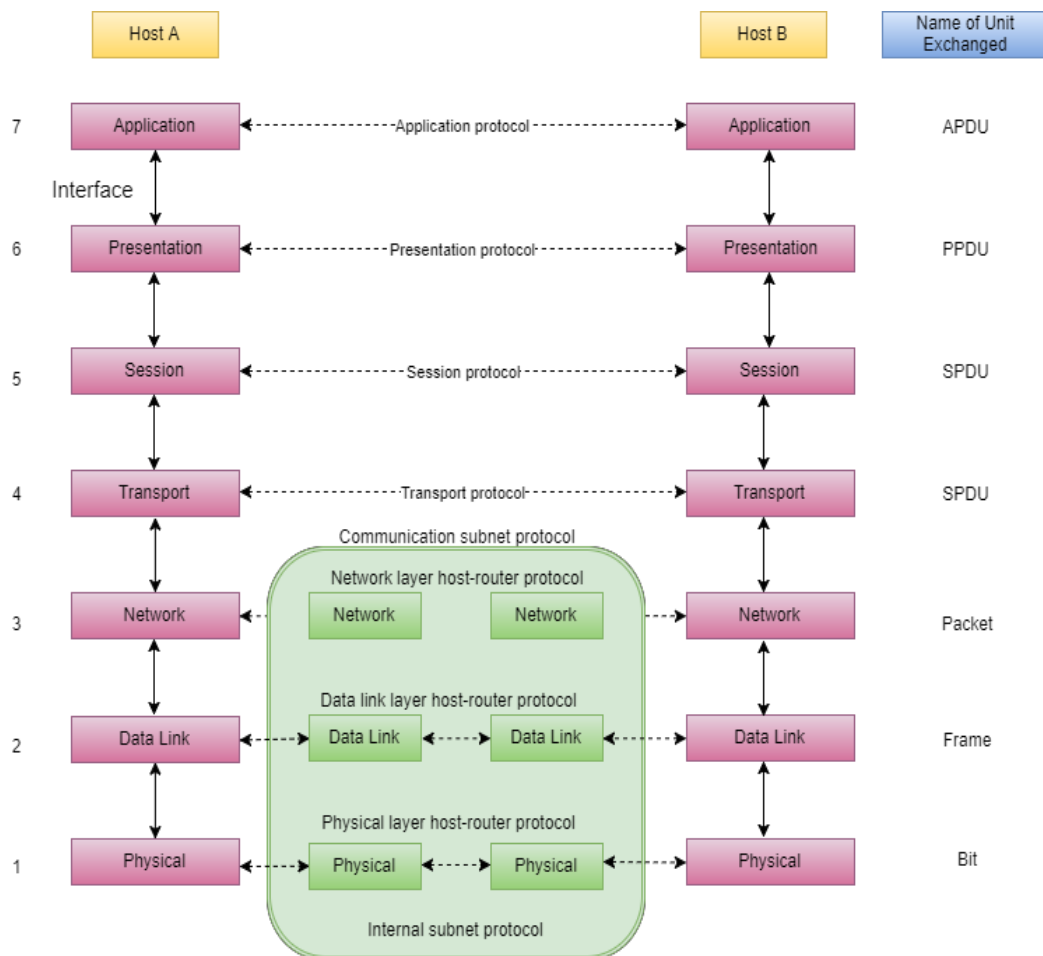 Host A
Host B
Name of Unit
Exchanged
7
Application
Application protocol
Application
APDU
Interface
6
Presentation
Presentation protocol
Presentation
PPDU
5
Session
Session protocol
Session
SPDU
4
Transport
Transport protocol
Transport
SPDU
Communication subnet protocol
Network layer host-router protocol
3
Network
Network
Network
Network
Packet
Data link layer host-router protocol
2
Data Link
Data Link
Data Link
Data Link
Frame
Physical layer host-router protocol
1
Physical
Physical
Physical
Physical
Bit
Internal subnet protocol